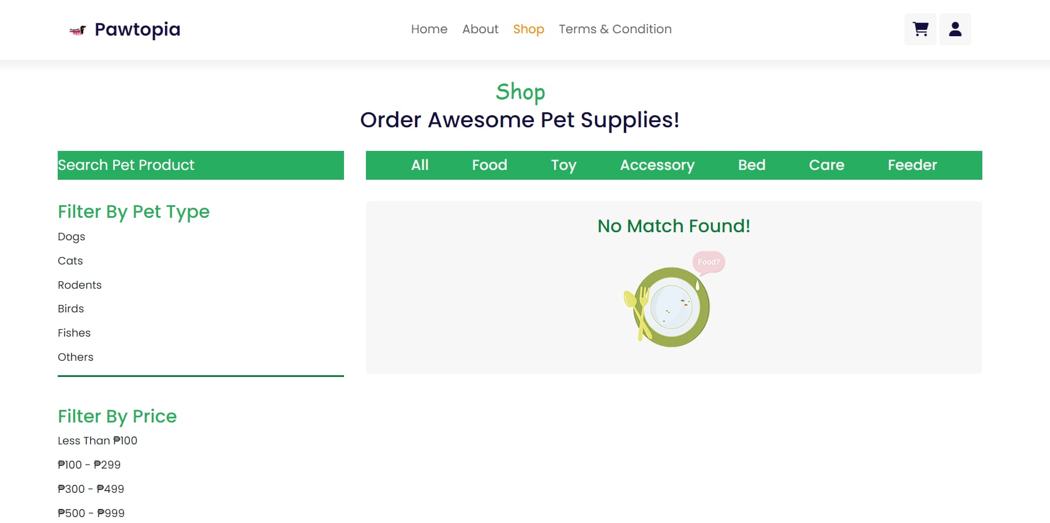 Pawtopia
Home About Shop Terms & Condition
Shop
Order Awesome Pet Supplies!
Search Pet Product
All Food Toy Accessory Bed Care Feeder
Filter By Pet Type
Dogs
Cats
Rodents
Birds
Fishes
Others
No Match Found!
Food?
Filter By Price
Less Than ₱100
₱100 - ₱299
₱300 - ₱499
₱500 - ₱999